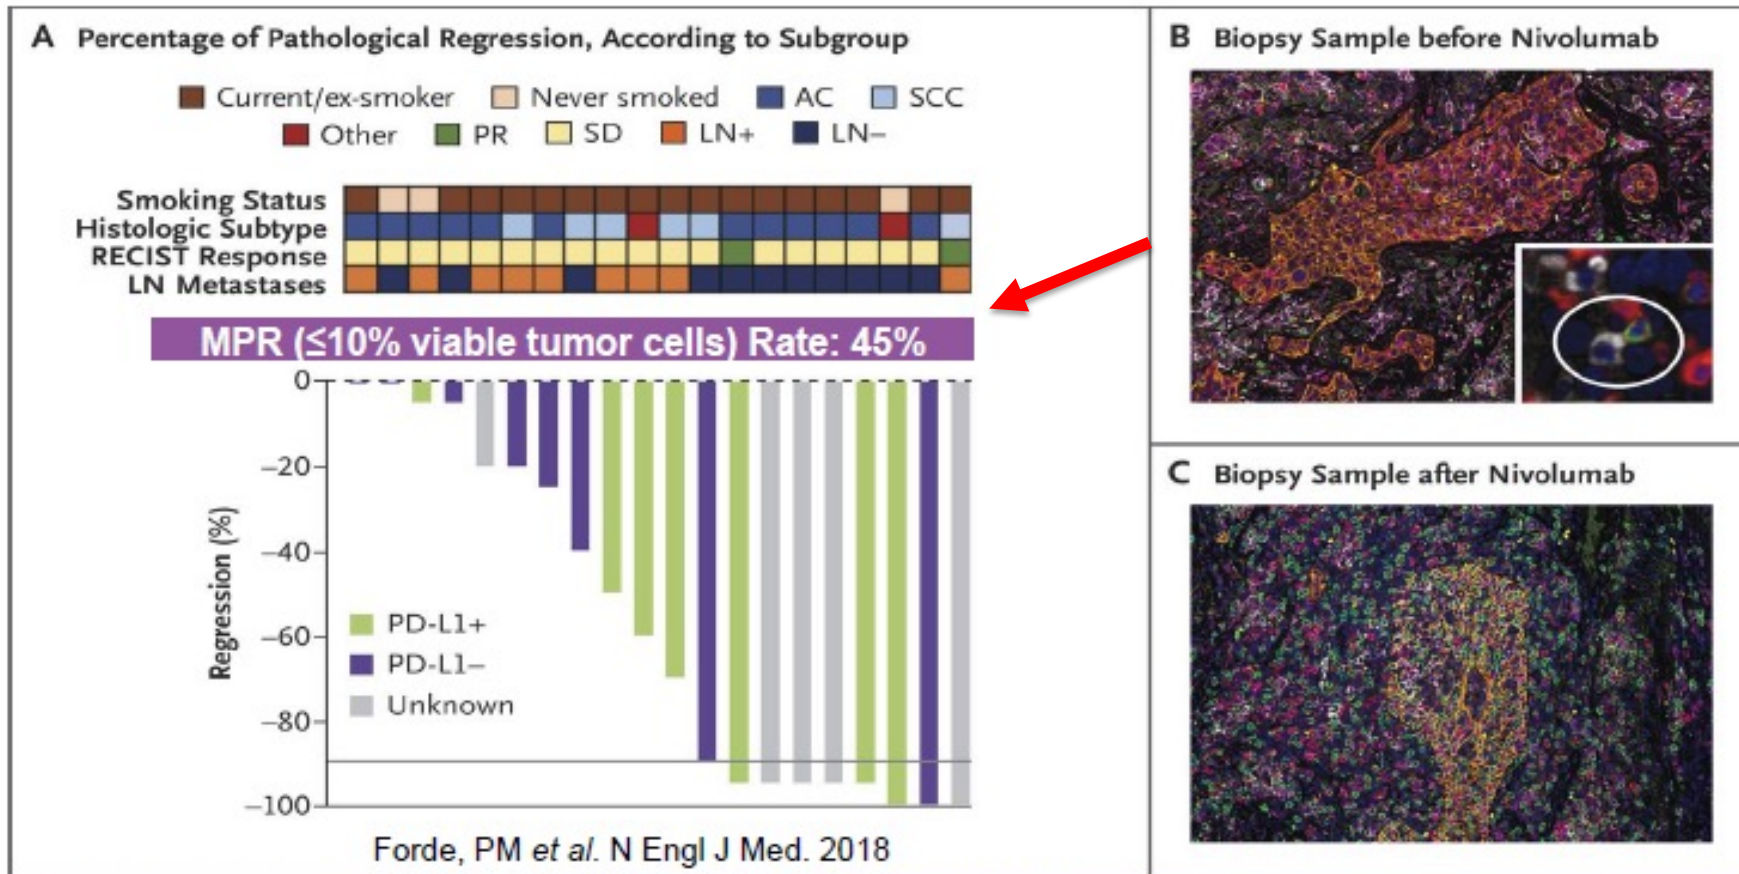 A Percentage of Pathological Regression, According to Subgroup
Current/ex-smoker Never smoked AC SCC
Other PR SD LN+ LN–
Smoking Status
Histologic Subtype
RECIST Response
LN Metastases
MPR (≤10% viable tumor cells) Rate: 45%
0
–20
–40
–60
–80
–100
Regression (%)
PD-L1+
PD-L1–
Unknown
Forde, PM et al. N Engl J Med. 2018
B Biopsy Sample before Nivolumab
C Biopsy Sample after Nivolumab